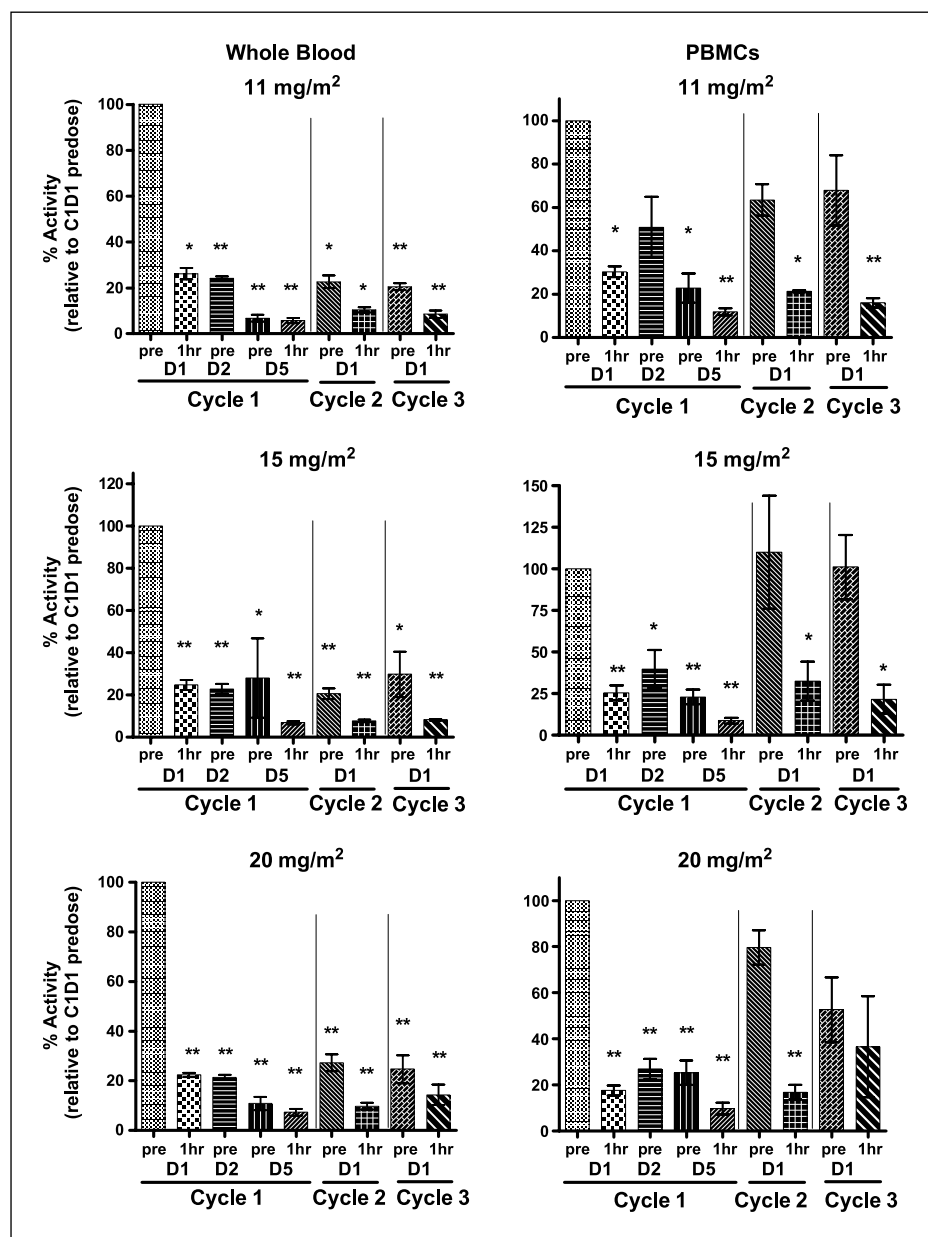 Whole Blood
11 mg/m²
% Activity
(relative to C1D1 predose)
100
80
60
40
20
0
* ** ** ** * * ** **
pre 1hr pre pre 1hr pre 1hr pre 1hr
D1 D2 D5 D1 D1
Cycle 1 Cycle 2 Cycle 3
PBMCs
11 mg/m²
100
80
60
40
20
0
* * ** * **
pre 1hr pre pre 1hr pre 1hr pre 1hr
D1 D2 D5 D1 D1
Cycle 1 Cycle 2 Cycle 3
15 mg/m²
% Activity
(relative to C1D1 predose)
120
100
80
60
40
20
0
** ** * ** ** ** * **
pre 1hr pre pre 1hr pre 1hr pre 1hr
D1 D2 D5 D1 D1
Cycle 1 Cycle 2 Cycle 3
15 mg/m²
150
125
100
75
50
25
0
** * ** ** * *
pre 1hr pre pre 1hr pre 1hr pre 1hr
D1 D2 D5 D1 D1
Cycle 1 Cycle 2 Cycle 3
20 mg/m²
% Activity
(relative to C1D1 predose)
100
80
60
40
20
0
** ** ** ** ** ** ** **
pre 1hr pre pre 1hr pre 1hr pre 1hr
D1 D2 D5 D1 D1
Cycle 1 Cycle 2 Cycle 3
20 mg/m²
100
80
60
40
20
0
** ** ** ** **
pre 1hr pre pre 1hr pre 1hr pre 1hr
D1 D2 D5 D1 D1
Cycle 1 Cycle 2 Cycle 3